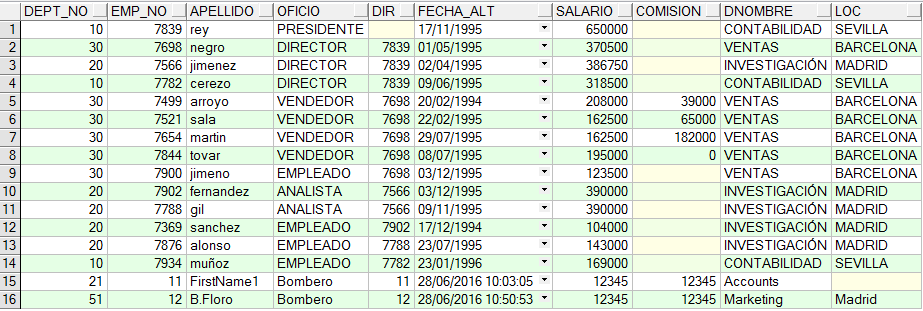 DEPT_NO EMP_NO APELLIDO OFICIO DIR FECHA_ALT SALARIO COMISION DNOMBRE LOC
1 10 7839 rey PRESIDENTE 17/11/1995 650000 CONTABILIDAD SEVILLA
2 30 7698 negro DIRECTOR 7839 01/05/1995 370500 VENTAS BARCELONA
3 20 7566 jimenez DIRECTOR 7839 02/04/1995 386750 INVESTIGACIÓN MADRID
4 10 7782 cerezo DIRECTOR 7839 09/06/1995 318500 CONTABILIDAD SEVILLA
5 30 7499 arroyo VENDEDOR 7698 20/02/1994 208000 39000 VENTAS BARCELONA
6 30 7521 sala VENDEDOR 7698 22/02/1995 162500 65000 VENTAS BARCELONA
7 30 7654 martin VENDEDOR 7698 29/07/1995 162500 182000 VENTAS BARCELONA
8 30 7844 tovar VENDEDOR 7698 08/07/1995 195000 0 VENTAS BARCELONA
9 30 7900 jimeno EMPLEADO 7698 03/12/1995 123500 VENTAS BARCELONA
10 20 7902 fernandez ANALISTA 7566 03/12/1995 390000 INVESTIGACIÓN MADRID
11 20 7788 gil ANALISTA 7566 09/11/1995 390000 INVESTIGACIÓN MADRID
12 20 7369 sanchez EMPLEADO 7902 17/12/1994 104000 INVESTIGACIÓN MADRID
13 20 7876 alonso EMPLEADO 7788 23/07/1995 143000 INVESTIGACIÓN MADRID
14 10 7934 muñoz EMPLEADO 7782 23/01/1996 169000 CONTABILIDAD SEVILLA
15 21 11 FirstName1 Bombero 11 28/06/2016 10:03:05 12345 12345 Accounts
16 51 12 B.Floro Bombero 12 28/06/2016 10:50:53 12345 12345 Marketing Madrid